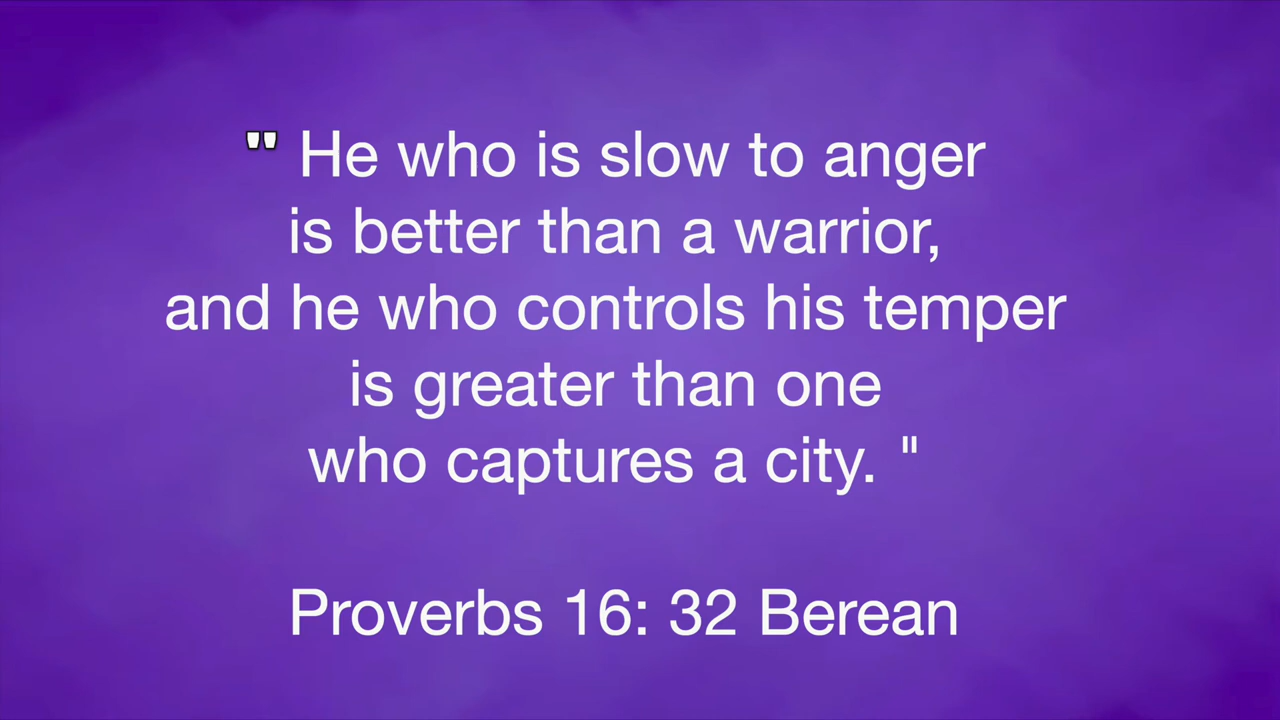 " He who is slow to anger
is better than a warrior,
and he who controls his temper
is greater than one
who captures a city. "
Proverbs 16: 32 Berean